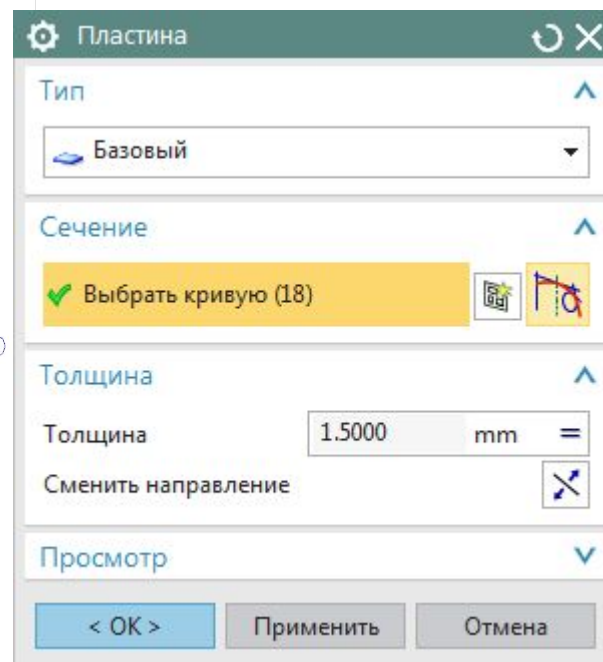 Пластина
Тип
Базовый
Сечение
Выбрать кривую (18)
Толщина
Толщина 1.5000 mm =
Сменить направление
Просмотр
< OK > Применить Отмена